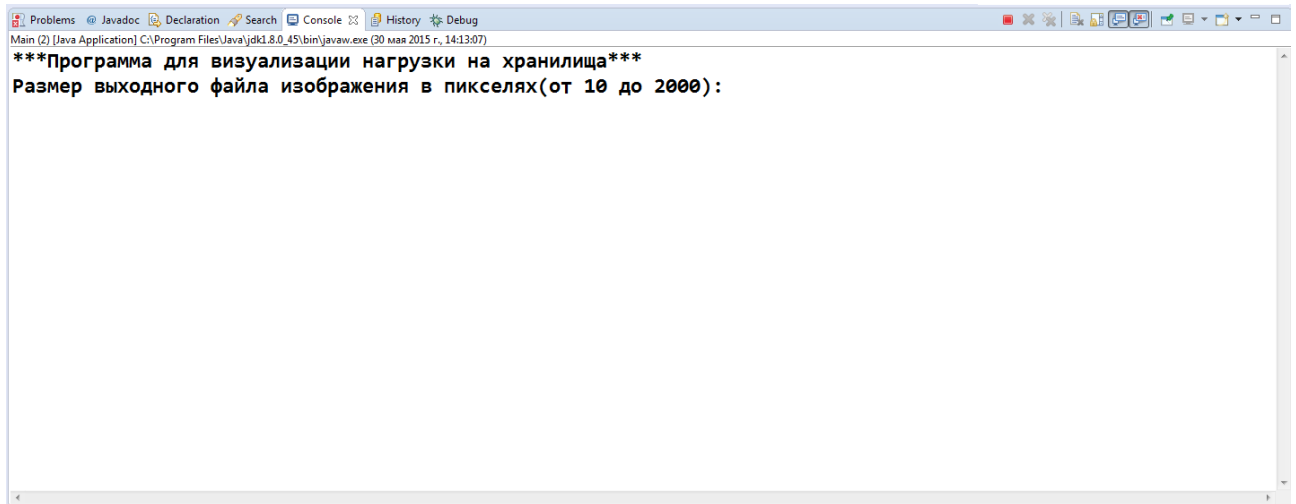 Problems @ Javadoc Declaration Search Console History Debug
Main (2) [Java Application] C:\Program Files\Java\jdk1.8.0_45\bin\javaw.exe (30 мая 2015 г., 14:13:07)
***Программа для визуализации нагрузки на хранилища***
Размер выходного файла изображения в пикселях(от 10 до 2000):